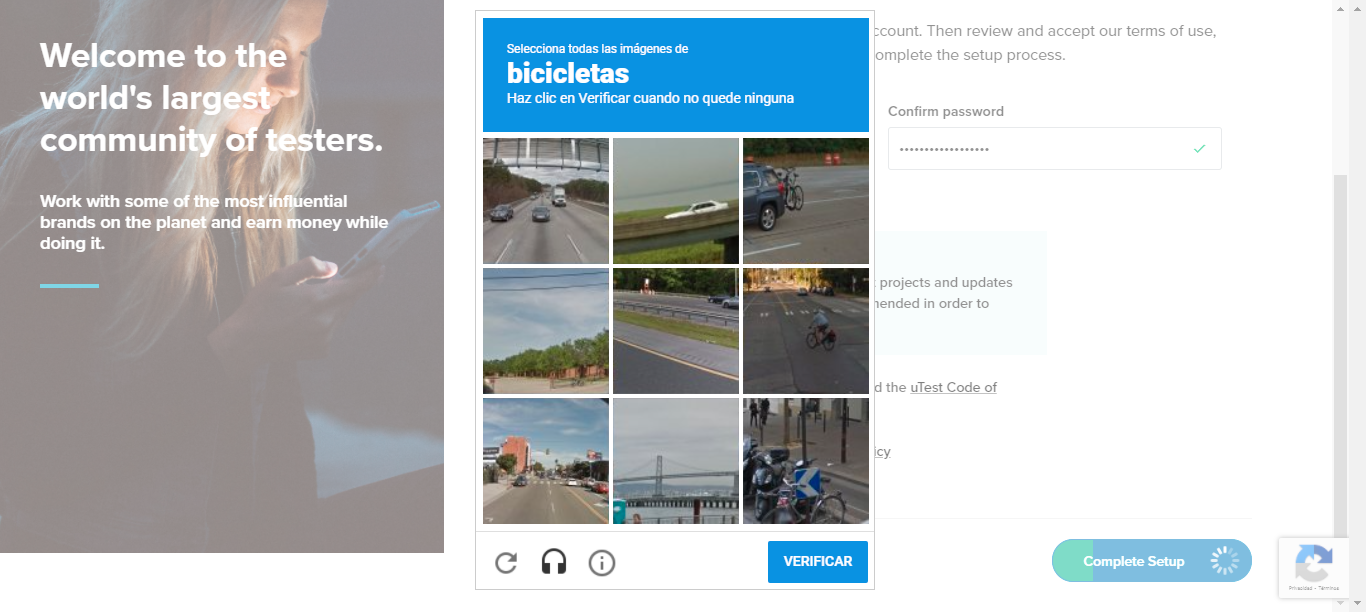 Welcome to the
world's largest
community of testers.
Work with some of the most influential
brands on the planet and earn money while
doing it.
Selecciona todas las imágenes de
bicicletas
Haz clic en Verificar cuando no quede ninguna
VERIFICAR
ccount. Then review and accept our terms of use,
omplete the setup process.
Confirm password
••••••••••••••••••
projects and updates
nended in order to
d the uTest Code of
icy
Complete Setup
Privacidad - Términos